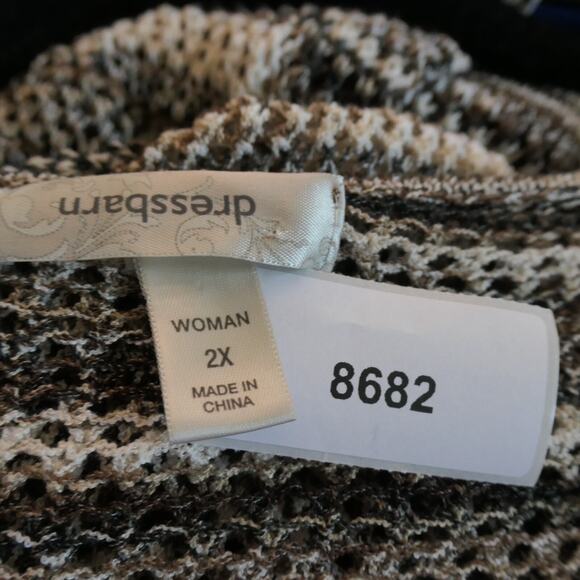 dressbarn
WOMAN
2X
MADE IN
CHINA
8682